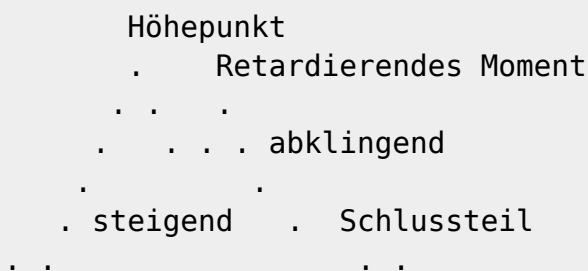 Höhepunkt
. Retardierendes Moment
. . .
. . . . abklingend
. .
. steigend . Schlussteil
. . . .